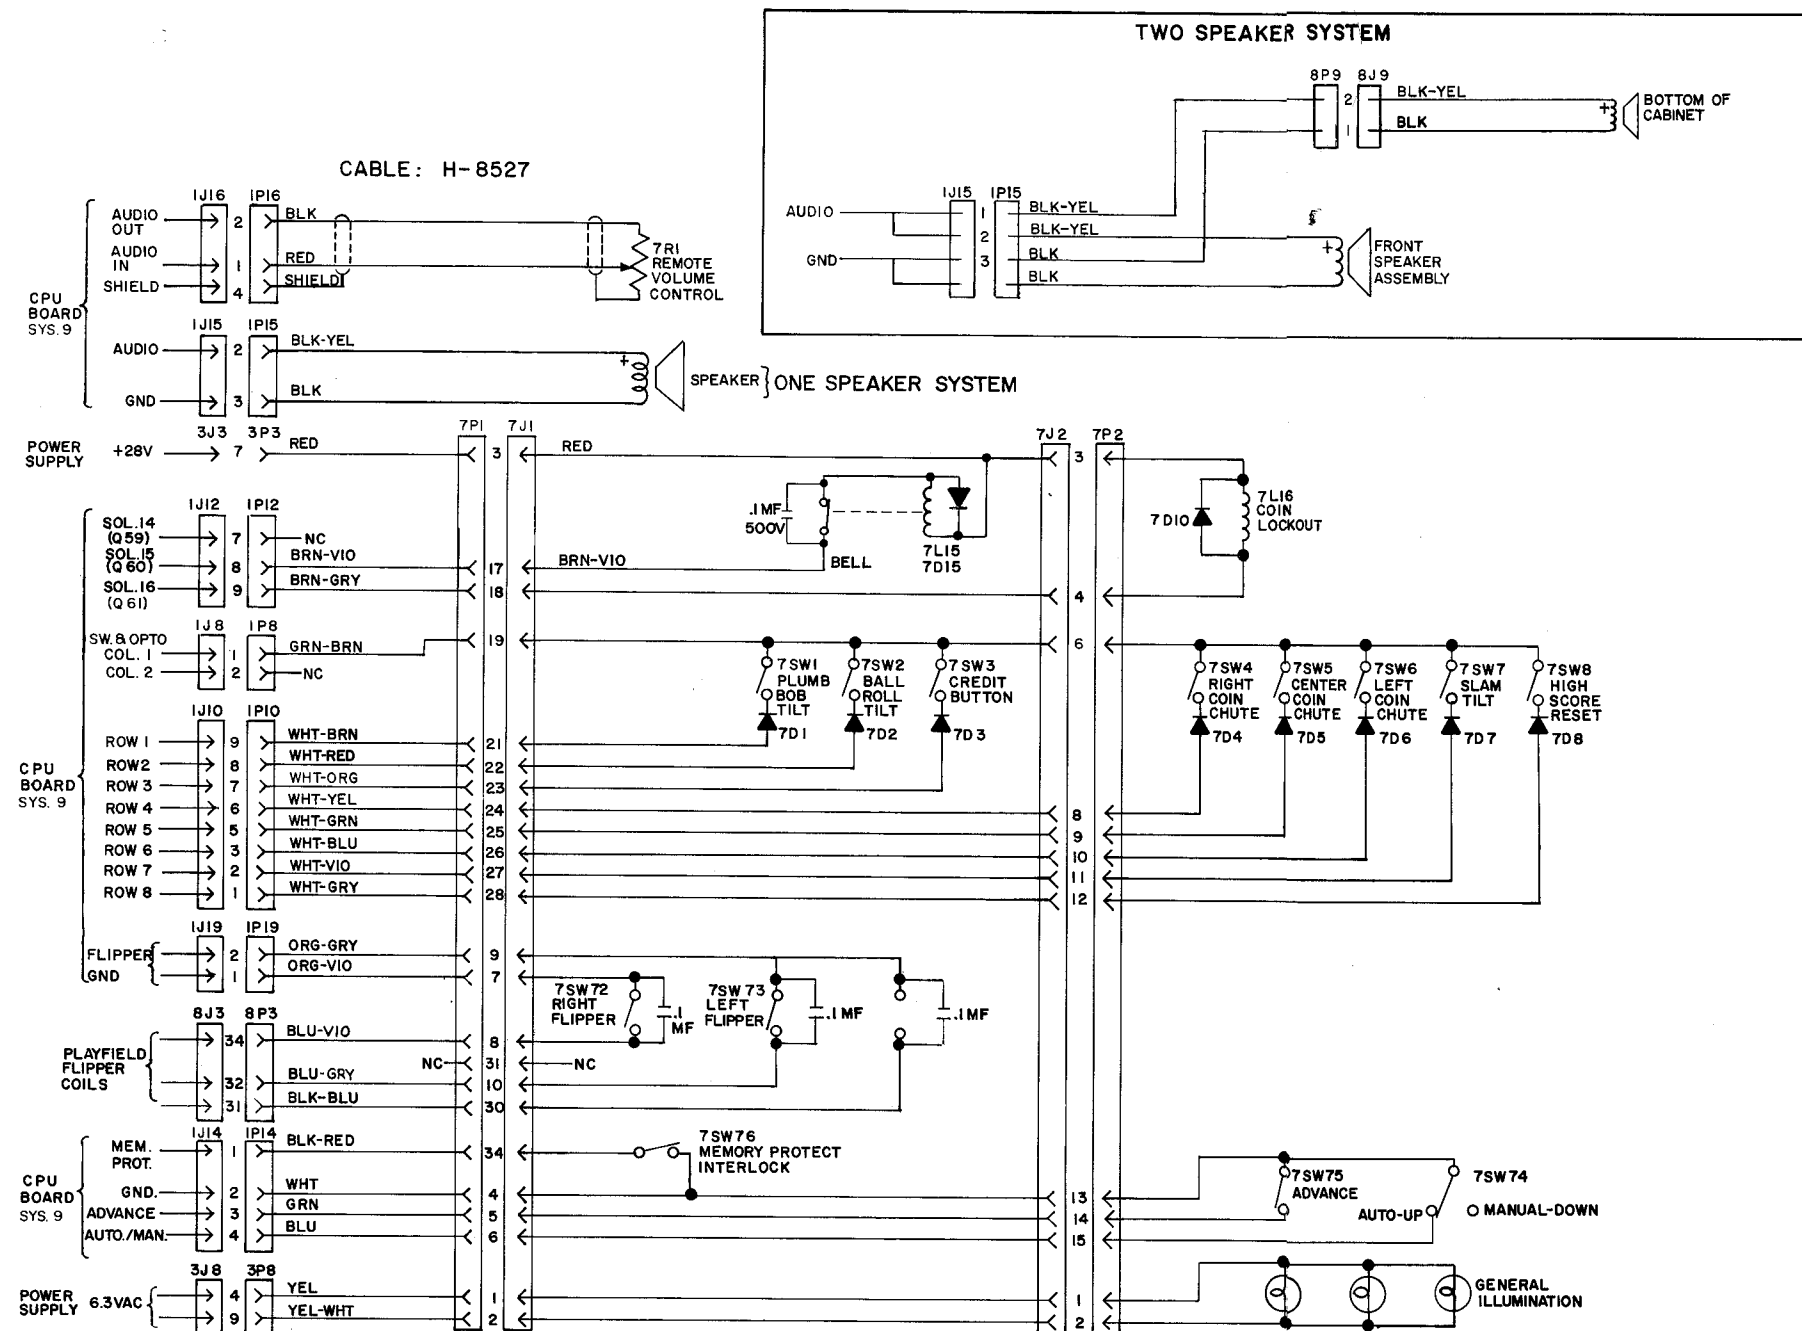 TWO SPEAKER SYSTEM
8P9 8J9
2 BLK-YEL
1 BLK
+
BOTTOM OF
CABINET
1J15 1P15
AUDIO 1 BLK-YEL
2 BLK-YEL
GND 3 BLK
BLK
+
FRONT
SPEAKER
ASSEMBLY
CABLE: H-8527
1J16 1P16
AUDIO
OUT
2 BLK
AUDIO
IN
1 RED
SHIELD 4 SHIELD
7R1
REMOTE
VOLUME
CONTROL
CPU
BOARD
SYS. 9
1J15 1P15
AUDIO 2 BLK-YEL
GND 3 BLK
+
SPEAKER } ONE SPEAKER SYSTEM
3J3 3P3
POWER
SUPPLY
+28V 7 RED
7P1 7J1
3 RED
7J2 7P2
3
.1MF
500V
BELL
7L15
7D15
7D10
7L16
COIN
LOCKOUT
1J12 1P12
SOL.14
(Q59)
7 NC
SOL.15
(Q60)
8 BRN-VIO 17 BRN-VIO
SOL.16
(Q61)
9 BRN-GRY 18 4
1J8 1P8
SW. & OPTO
COL. 1
1 GRN-BRN 19 6
COL. 2 2 NC
7SW1
PLUMB
BOB
TILT
7D1
7SW2
BALL
ROLL
TILT
7D2
7SW3
CREDIT
BUTTON
7D3
7SW4
RIGHT
COIN
CHUTE
7D4
7SW5
CENTER
COIN
CHUTE
7D5
7SW6
LEFT
COIN
CHUTE
7D6
7SW7
SLAM
TILT
7D7
7SW8
HIGH
SCORE
RESET
7D8
CPU
BOARD
SYS. 9
1J10 1P10
ROW 1 9 WHT-BRN 21
ROW 2 8 WHT-RED 22
ROW 3 7 WHT-ORG 23
ROW 4 6 WHT-YEL 24 8
ROW 5 5 WHT-GRN 25 9
ROW 6 3 WHT-BLU 26 10
ROW 7 2 WHT-VIO 27 11
ROW 8 1 WHT-GRY 28 12
1J19 1P19
FLIPPER
GND
2 ORG-GRY 9
1 ORG-VIO 7
7SW72
RIGHT
FLIPPER
.1
MF
7SW73
LEFT
FLIPPER
.1MF
.1MF
8J3 8P3
PLAYFIELD
FLIPPER
COILS
34 BLU-VIO 8
NC 31 NC
32 BLU-GRY 10
31 BLK-BLU 30
1J14 1P14
CPU
BOARD
SYS. 9
MEM.
PROT.
1 BLK-RED 34
7SW76
MEMORY PROTECT
INTERLOCK
GND. 2 WHT 4 13
ADVANCE 3 GRN 5 14
AUTO./MAN. 4 BLU 6 15
7SW75
ADVANCE
7SW74
AUTO-UP
MANUAL-DOWN
3J8 3P8
POWER
SUPPLY
6.3VAC
4 YEL 1 1
9 YEL-WHT 2 2
GENERAL
ILLUMINATION